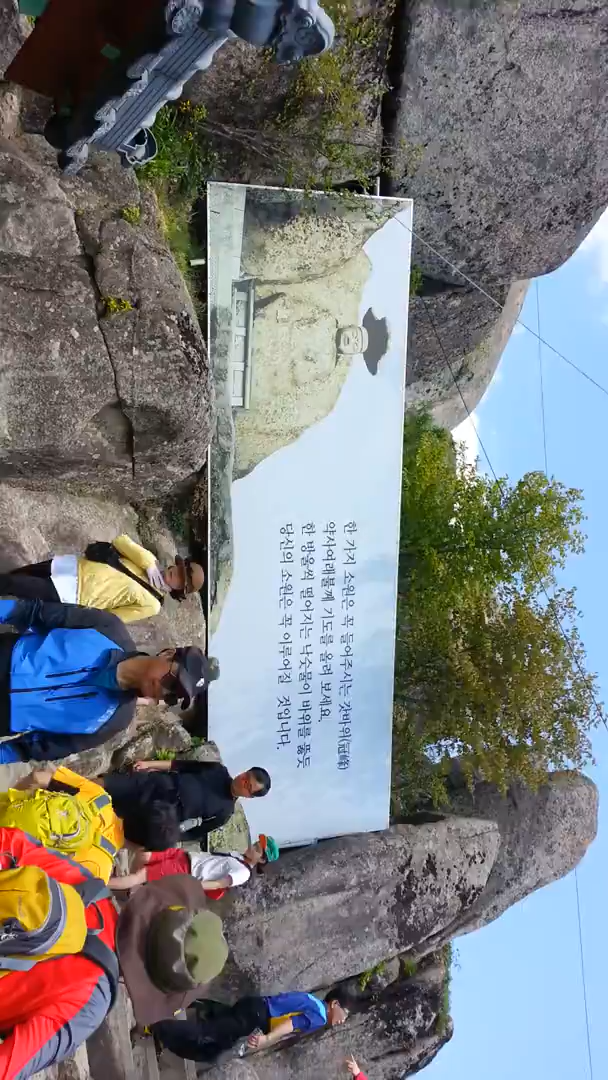 한 가지 소원은 꼭 들어주시는 갓바위(冠峰)
약사여래불께 기도를 올려 보세요.
한 방울씩 떨어지는 낙숫물이 바위를 뚫듯
당신의 소원은 꼭 이루어질 것입니다.